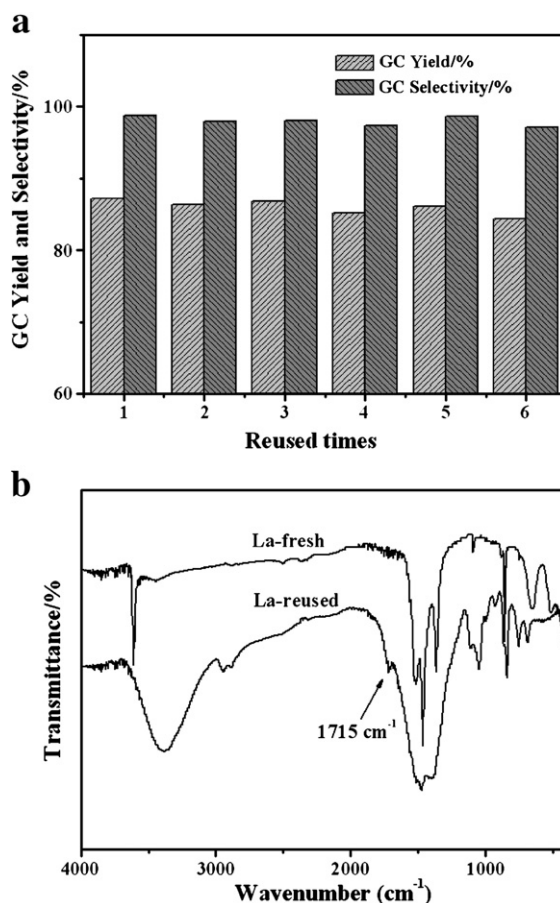 a
GC Yield/%
GC Selectivity/%
GC Yield and Selectivity/%
100
80
60
1 2 3 4 5 6
Reused times
b
La-fresh
La-reused
1715 cm⁻¹
Transmittance/%
4000 3000 2000 1000
Wavenumber (cm⁻¹)